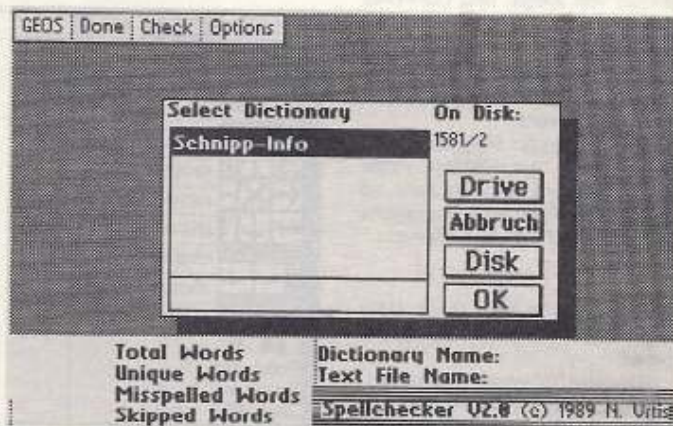 GEOS Done Check Options
Select Dictionary
On Disk:
Schnipp-Info
1581/2
Drive
Abbruch
Disk
OK
Total Words
Unique Words
Misspelled Words
Skipped Words
Dictionary Name:
Text File Name:
Spellchecker V2.0 (c) 1989 N. Urtis